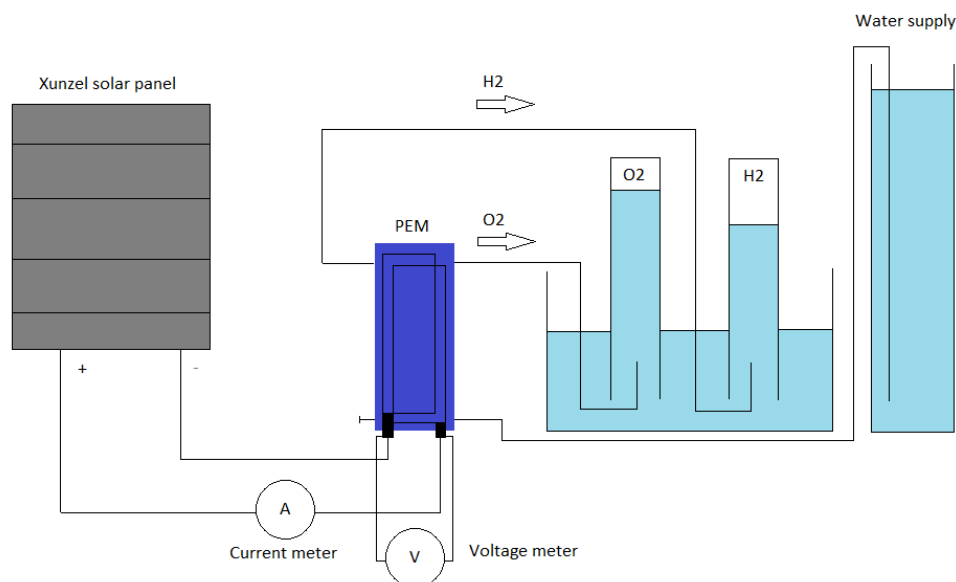 Water supply
Xunzel solar panel
H2
O2
H2
PEM
O2
+
-
A
Current meter
V
Voltage meter